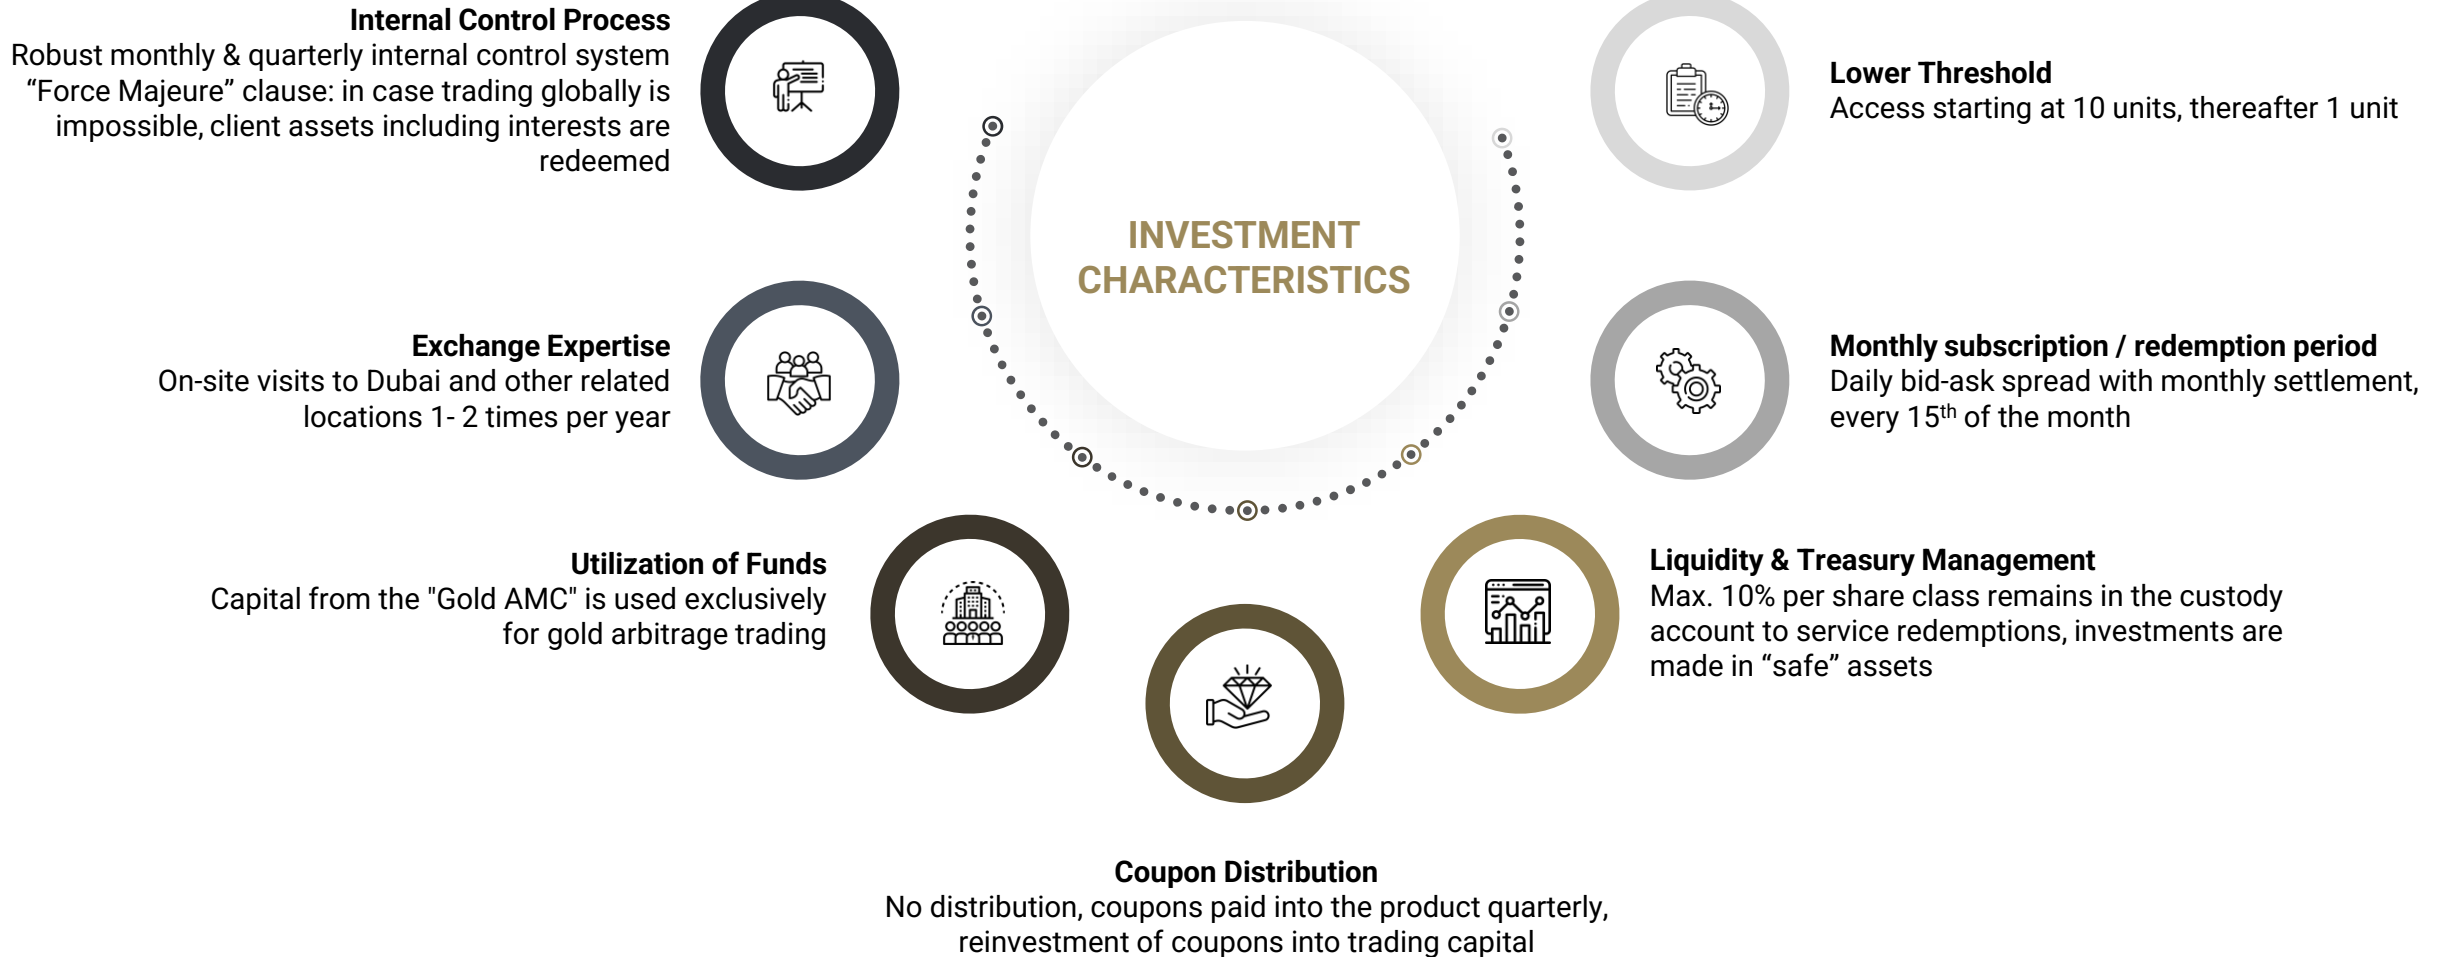 Internal Control Process
Robust monthly & quarterly internal control system
“Force Majeure” clause: in case trading globally is
impossible, client assets including interests are
redeemed
Exchange Expertise
On-site visits to Dubai and other related
locations 1- 2 times per year
Utilization of Funds
Capital from the "Gold AMC" is used exclusively
for gold arbitrage trading
INVESTMENT
CHARACTERISTICS
Lower Threshold
Access starting at 10 units, thereafter 1 unit
Monthly subscription / redemption period
Daily bid-ask spread with monthly settlement,
every 15th of the month
Liquidity & Treasury Management
Max. 10% per share class remains in the custody
account to service redemptions, investments are
made in “safe” assets
Coupon Distribution
No distribution, coupons paid into the product quarterly,
reinvestment of coupons into trading capital